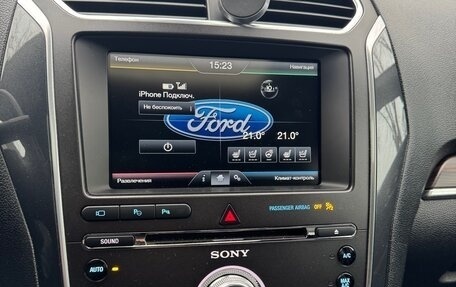 Телефон
15:23
Навигация
iPhone Подключ.
Не беспокоить
Ford
21.0° 21.0°
Развлечения
Климат-контроль
PASSENGER AIRBAG OFF
SOUND
SONY
A/C
AUTO
MAX A/C